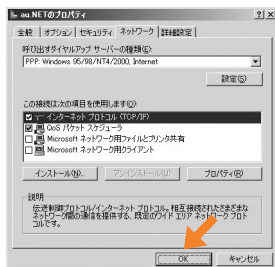 au.NETのプロパティ
全般 オプション セキュリティ ネットワーク 詳細設定
呼び出すダイヤルアップ サーバーの種類(E):
PPP: Windows 95/98/NT4/2000, Internet
設定(S)
この接続は次の項目を使用します(O):
インターネット プロトコル (TCP/IP)
QoS パケット スケジューラ
Microsoft ネットワーク用ファイルとプリンタ共有
Microsoft ネットワーク用クライアント
インストール(N)... アンインストール(U) プロパティ(R)
説明
伝送制御プロトコル/インターネット プロトコル。相互接続されたさまざまな
ネットワーク間の通信を提供する、既定のワイド エリア ネットワーク プロト
コルです。
OK キャンセル